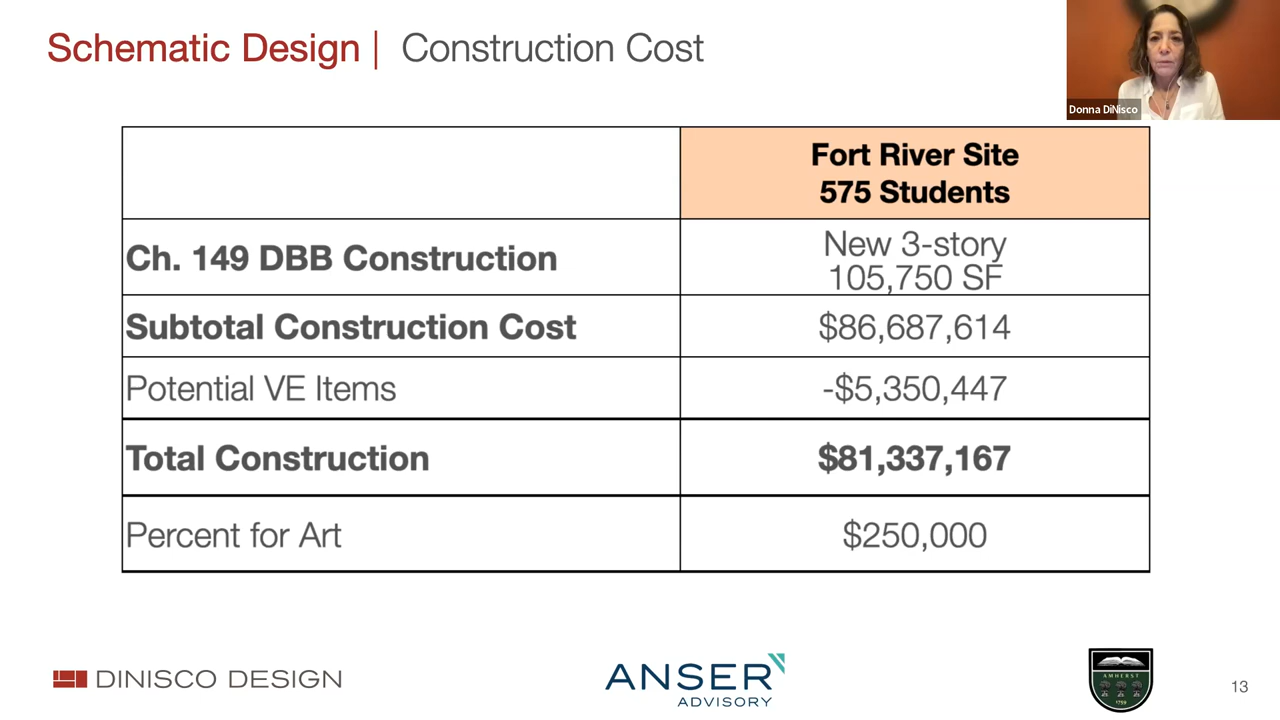 Schematic Design | Construction Cost
Donna DiNisco
Fort River Site
575 Students
Ch. 149 DBB Construction
New 3-story
105,750 SF
Subtotal Construction Cost
$86,687,614
Potential VE Items
-$5,350,447
Total Construction
$81,337,167
Percent for Art
$250,000
DINISCO DESIGN
ANSER
ADVISORY
AMHERST
1759
13